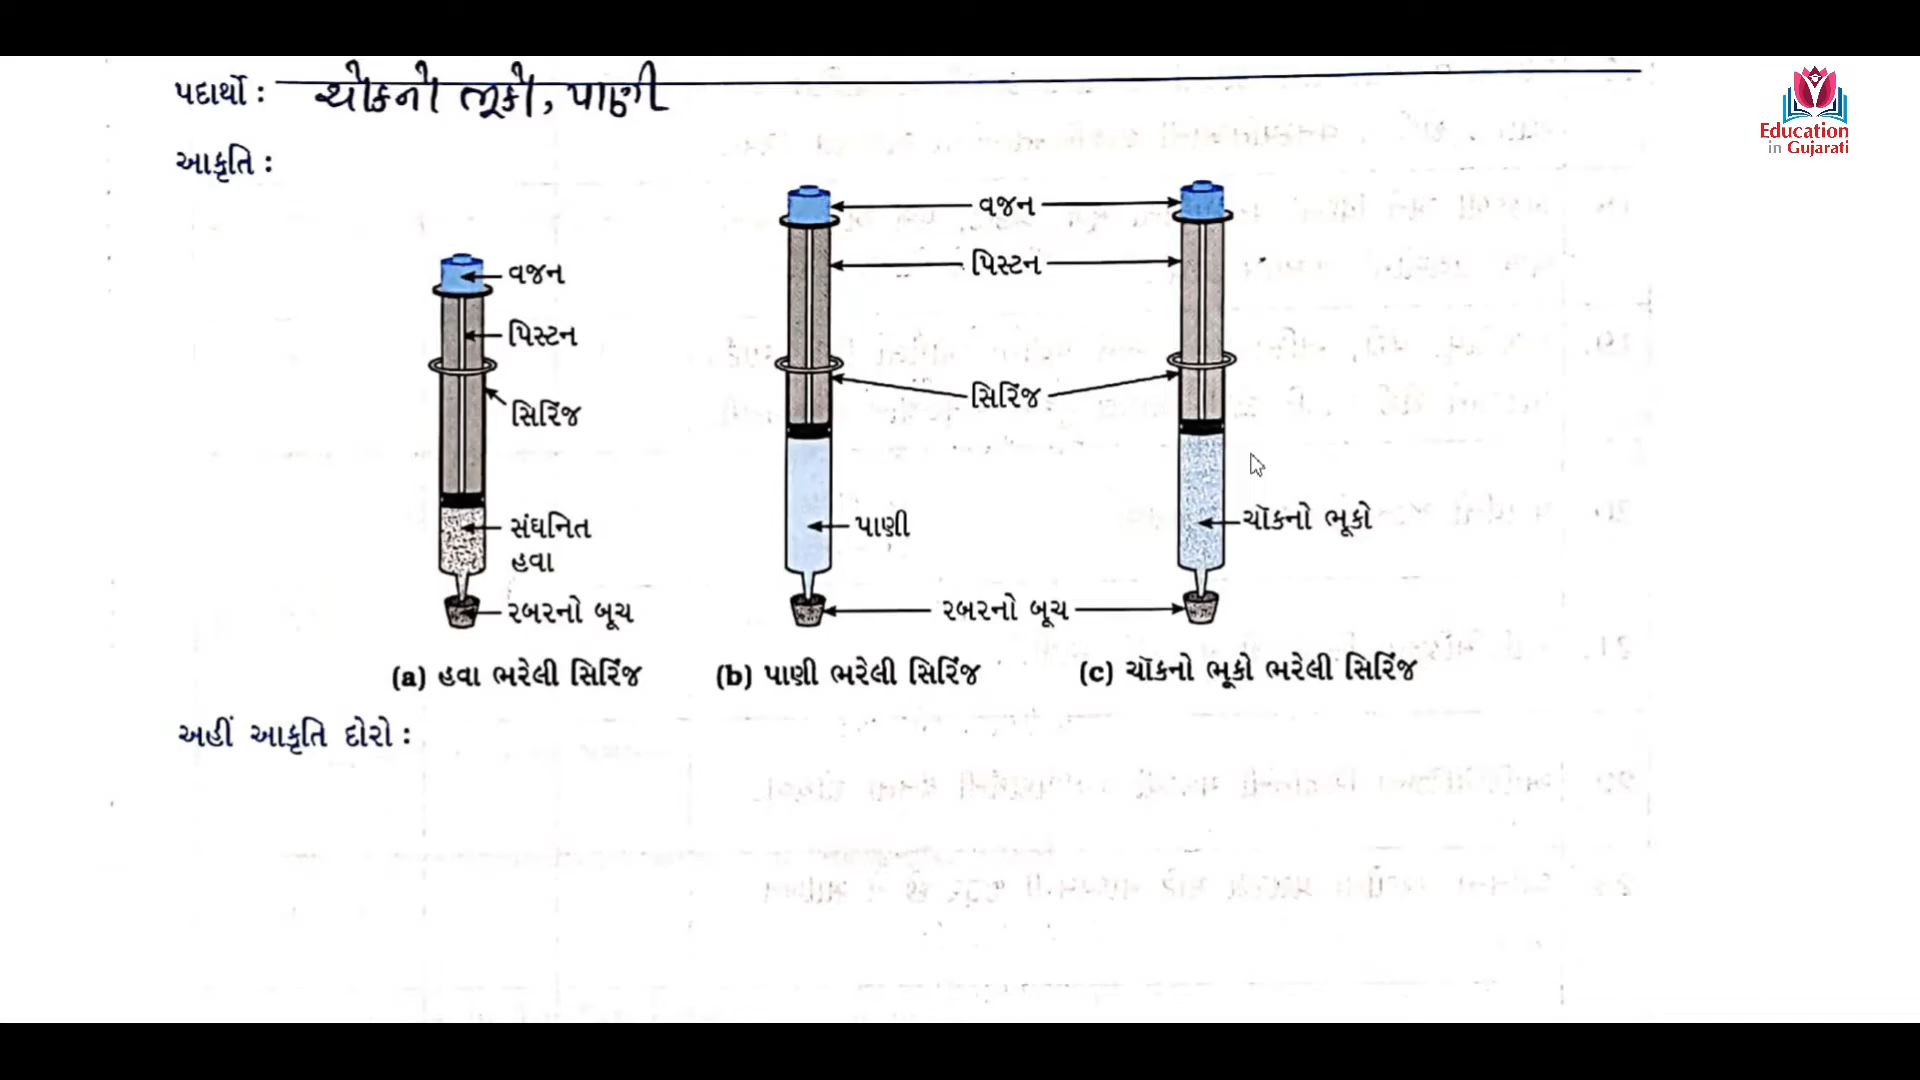 પદાર્થો : ચોકનો ભૂકો, પાણી
આકૃતિ :
Education
in Gujarati
વજન
પિસ્ટન
સિરિંજ
સંઘનિત
હવા
રબરનો બૂચ
(a) હવા ભરેલી સિરિંજ
વજન
પિસ્ટન
સિરિંજ
પાણી
ચૉકનો ભૂકો
રબરનો બૂચ
(b) પાણી ભરેલી સિરિંજ
(c) ચૉકનો ભૂકો ભરેલી સિરિંજ
અહીં આકૃતિ દોરો :